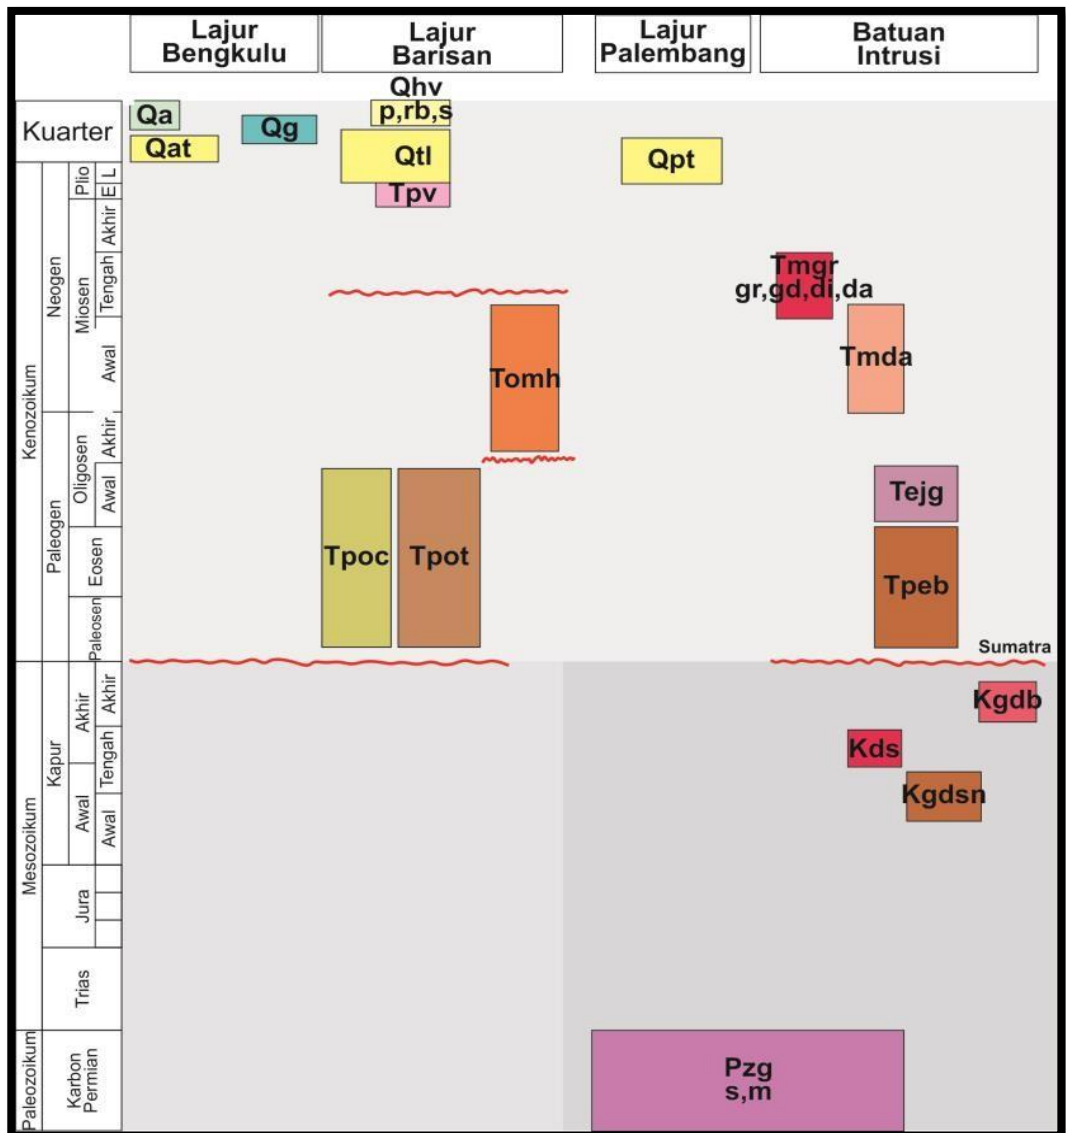 Lajur
Bengkulu
Lajur
Barisan
Lajur
Palembang
Batuan
Intrusi
Kuarter
Kenozoikum
Neogen
Paleogen
Plio
L
E
Miosen
Akhir
Tengah
Awal
Oligosen
Akhir
Awal
Eosen
Paleosen
Mesozoikum
Kapur
Akhir
Awal
Akhir
Tengah
Awal
Jura
Trias
Paleozoikum
Karbon
Permian
Qa
Qat
Qg
Qhv
p,rb,s
Qtl
Tpv
Qpt
Tmgr
gr,gd,di,da
Tomh
Tmda
Tpoc
Tpot
Tejg
Tpeb
Sumatra
Kgdb
Kds
Kgdsn
Pzg
s,m